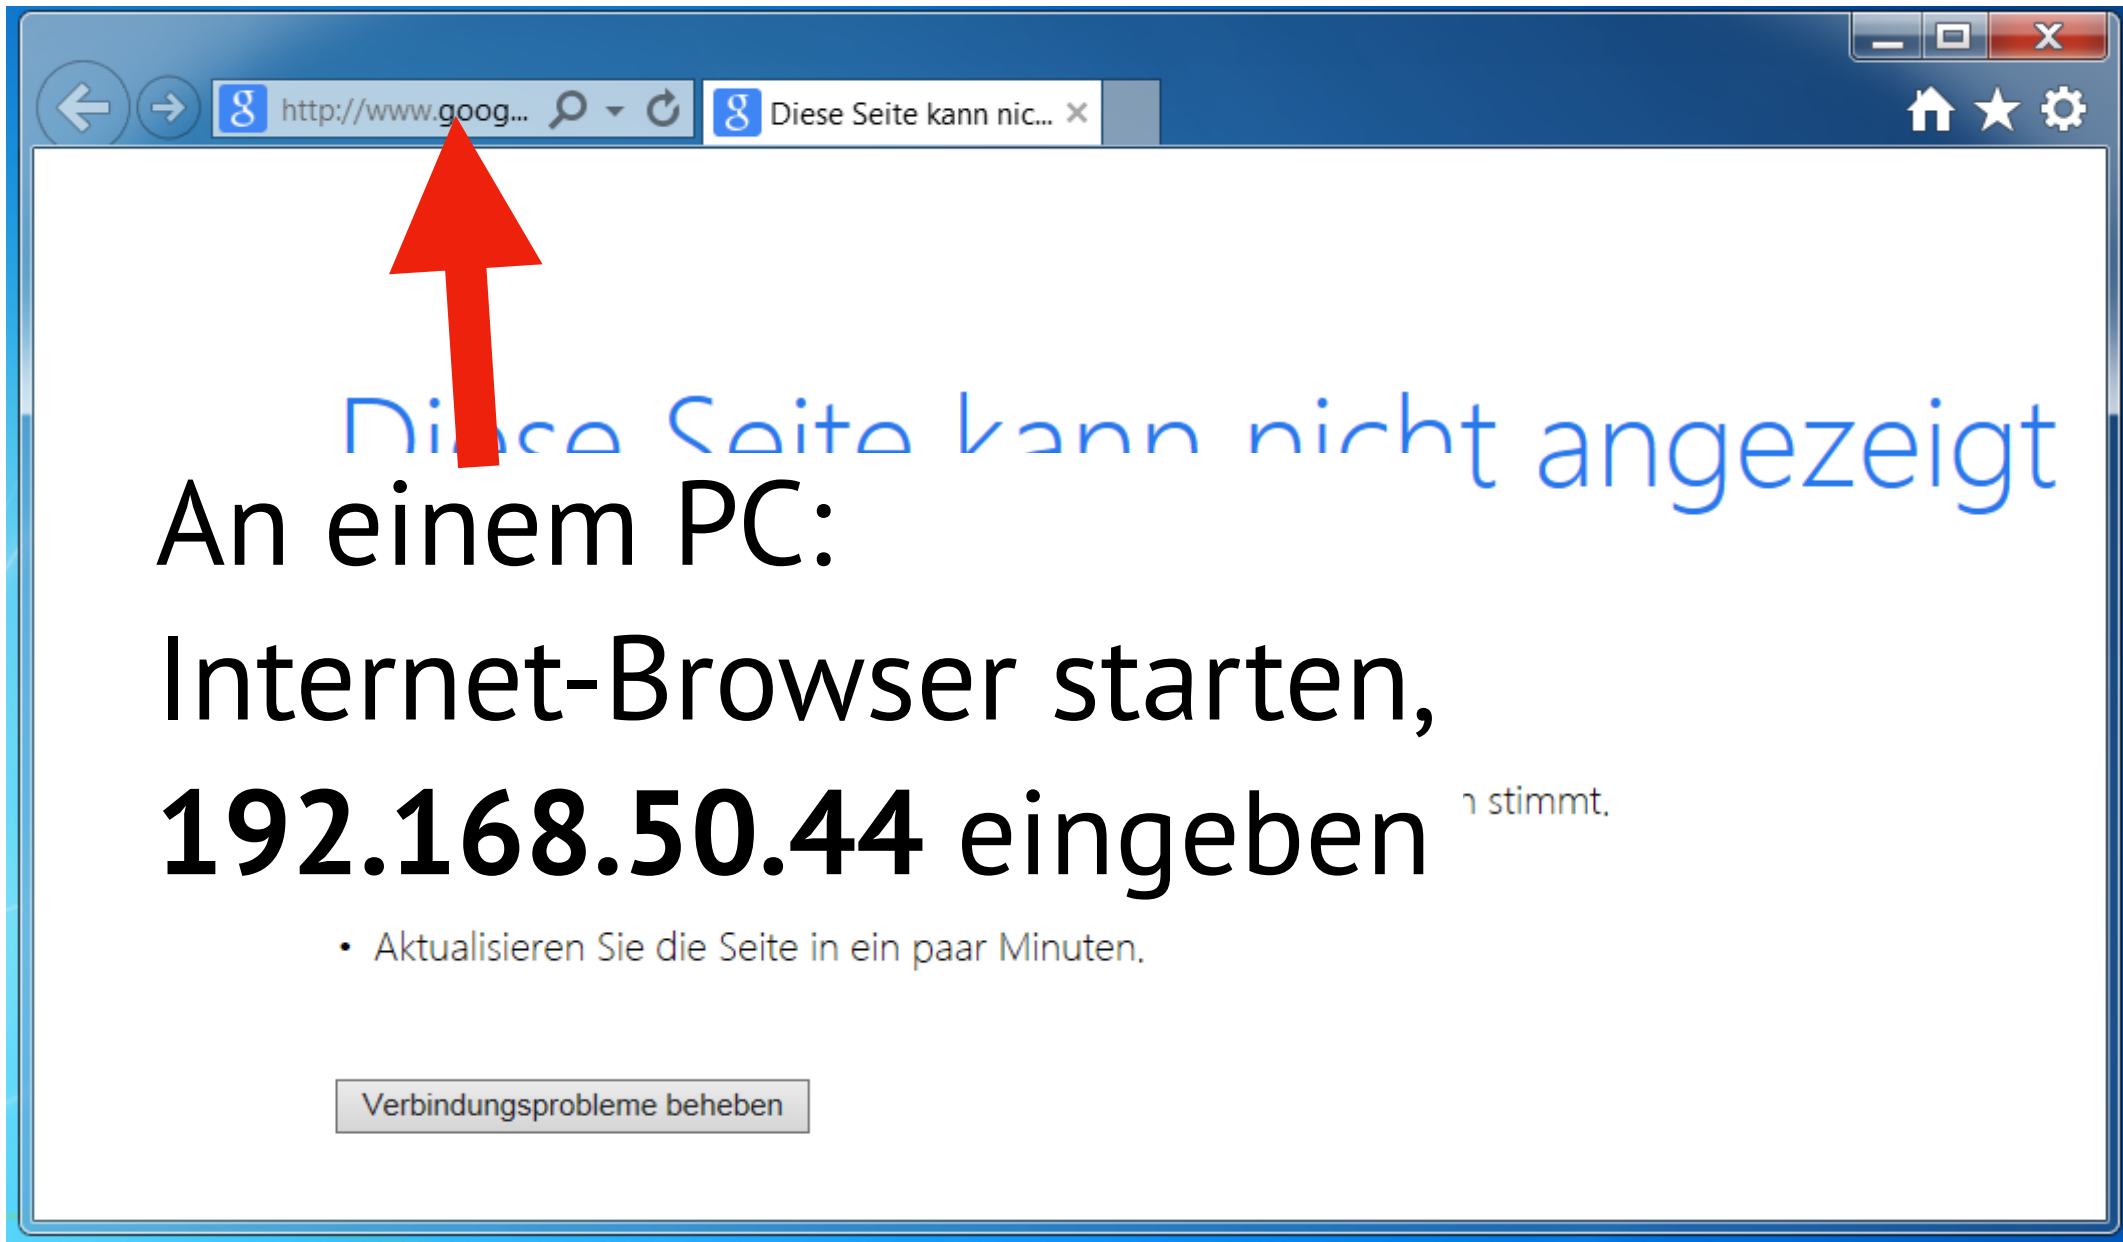 http://www.goog...
Diese Seite kann nic...
Diese Seite kann nicht angezeigt
An einem PC:
Internet-Browser starten,
192.168.50.44 eingeben
stimmt.
• Aktualisieren Sie die Seite in ein paar Minuten.
Verbindungsprobleme beheben